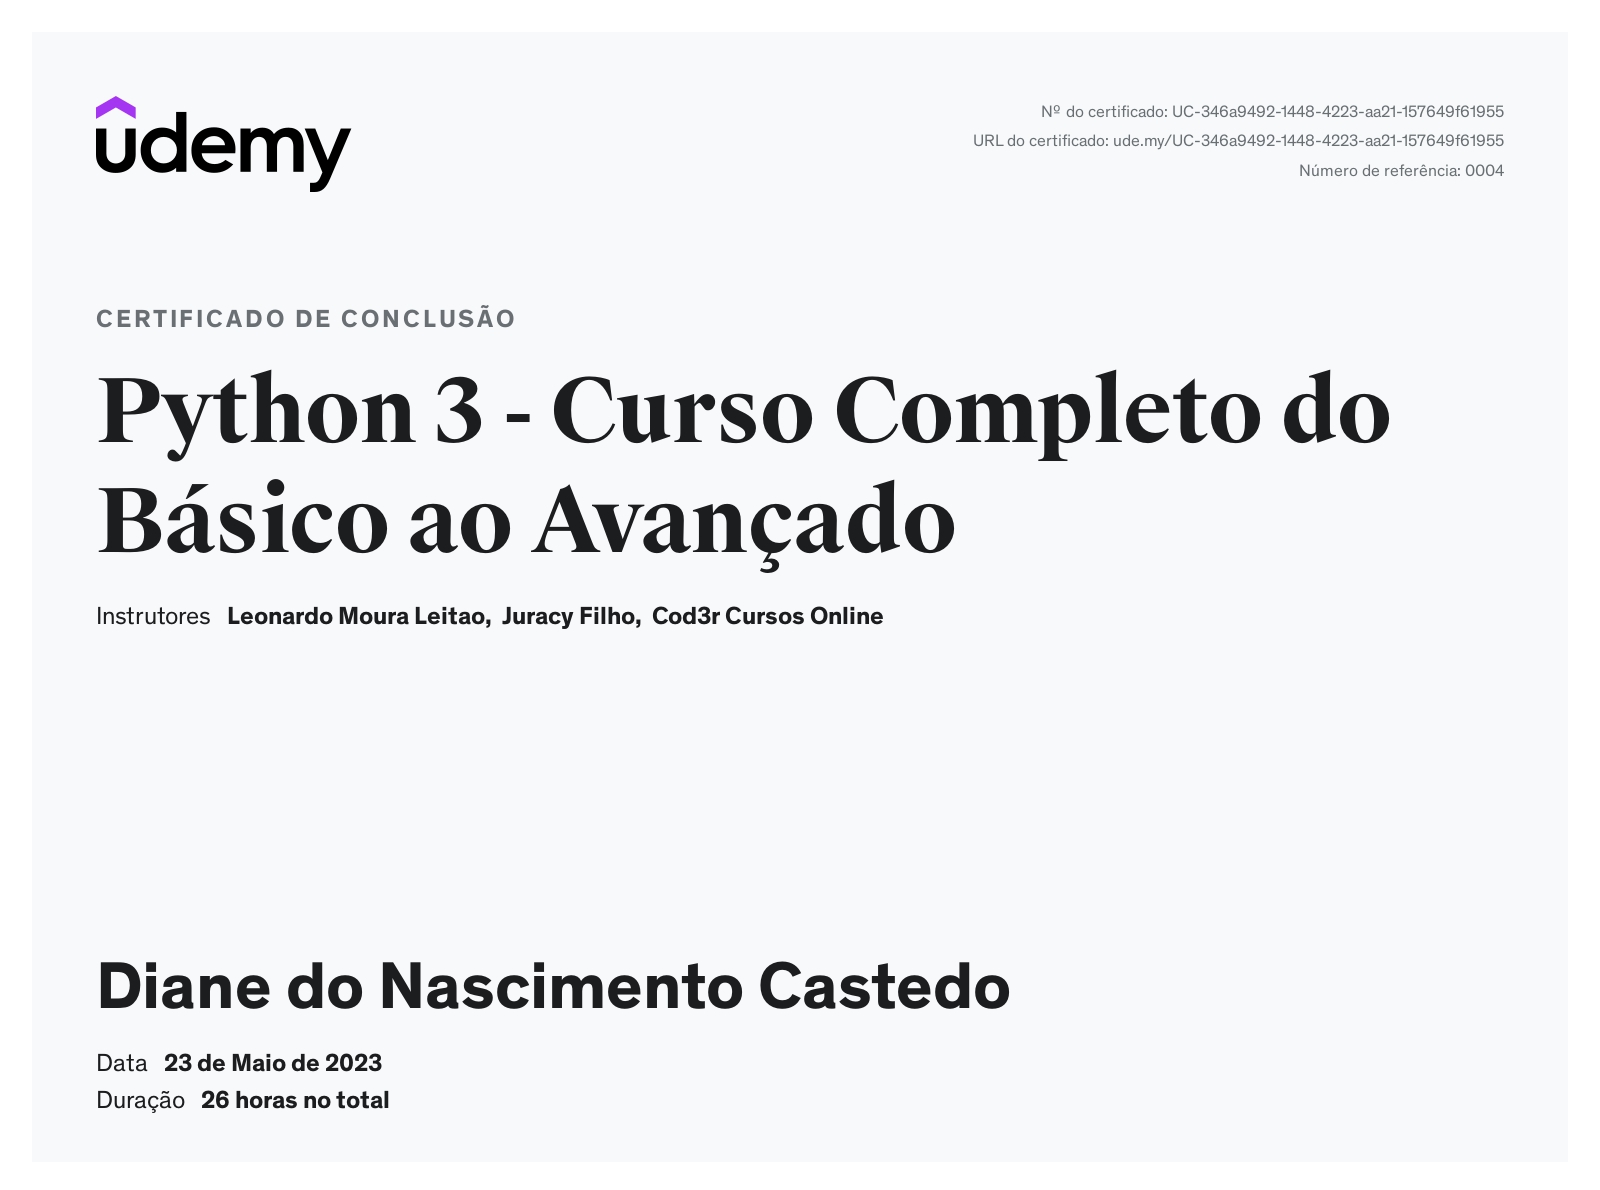 udemy
Nº do certificado: UC-346a9492-1448-4223-aa21-157649f61955
URL do certificado: ude.my/UC-346a9492-1448-4223-aa21-157649f61955
Número de referência: 0004
CERTIFICADO DE CONCLUSÃO
Python 3 - Curso Completo do
Básico ao Avançado
Instrutores Leonardo Moura Leitao, Juracy Filho, Cod3r Cursos Online
Diane do Nascimento Castedo
Data 23 de Maio de 2023
Duração 26 horas no total